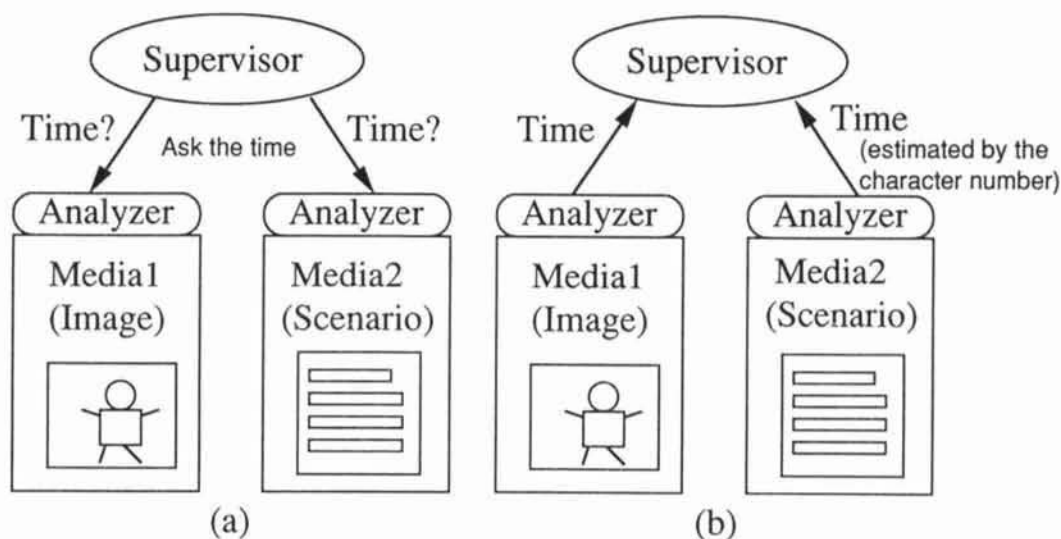 Supervisor
Time?
Ask the time
Time?
Analyzer
Analyzer
Media1
(Image)
Media2
(Scenario)
(a)
Supervisor
Time
Time
(estimated by the
character number)
Analyzer
Analyzer
Media1
(Image)
Media2
(Scenario)
(b)